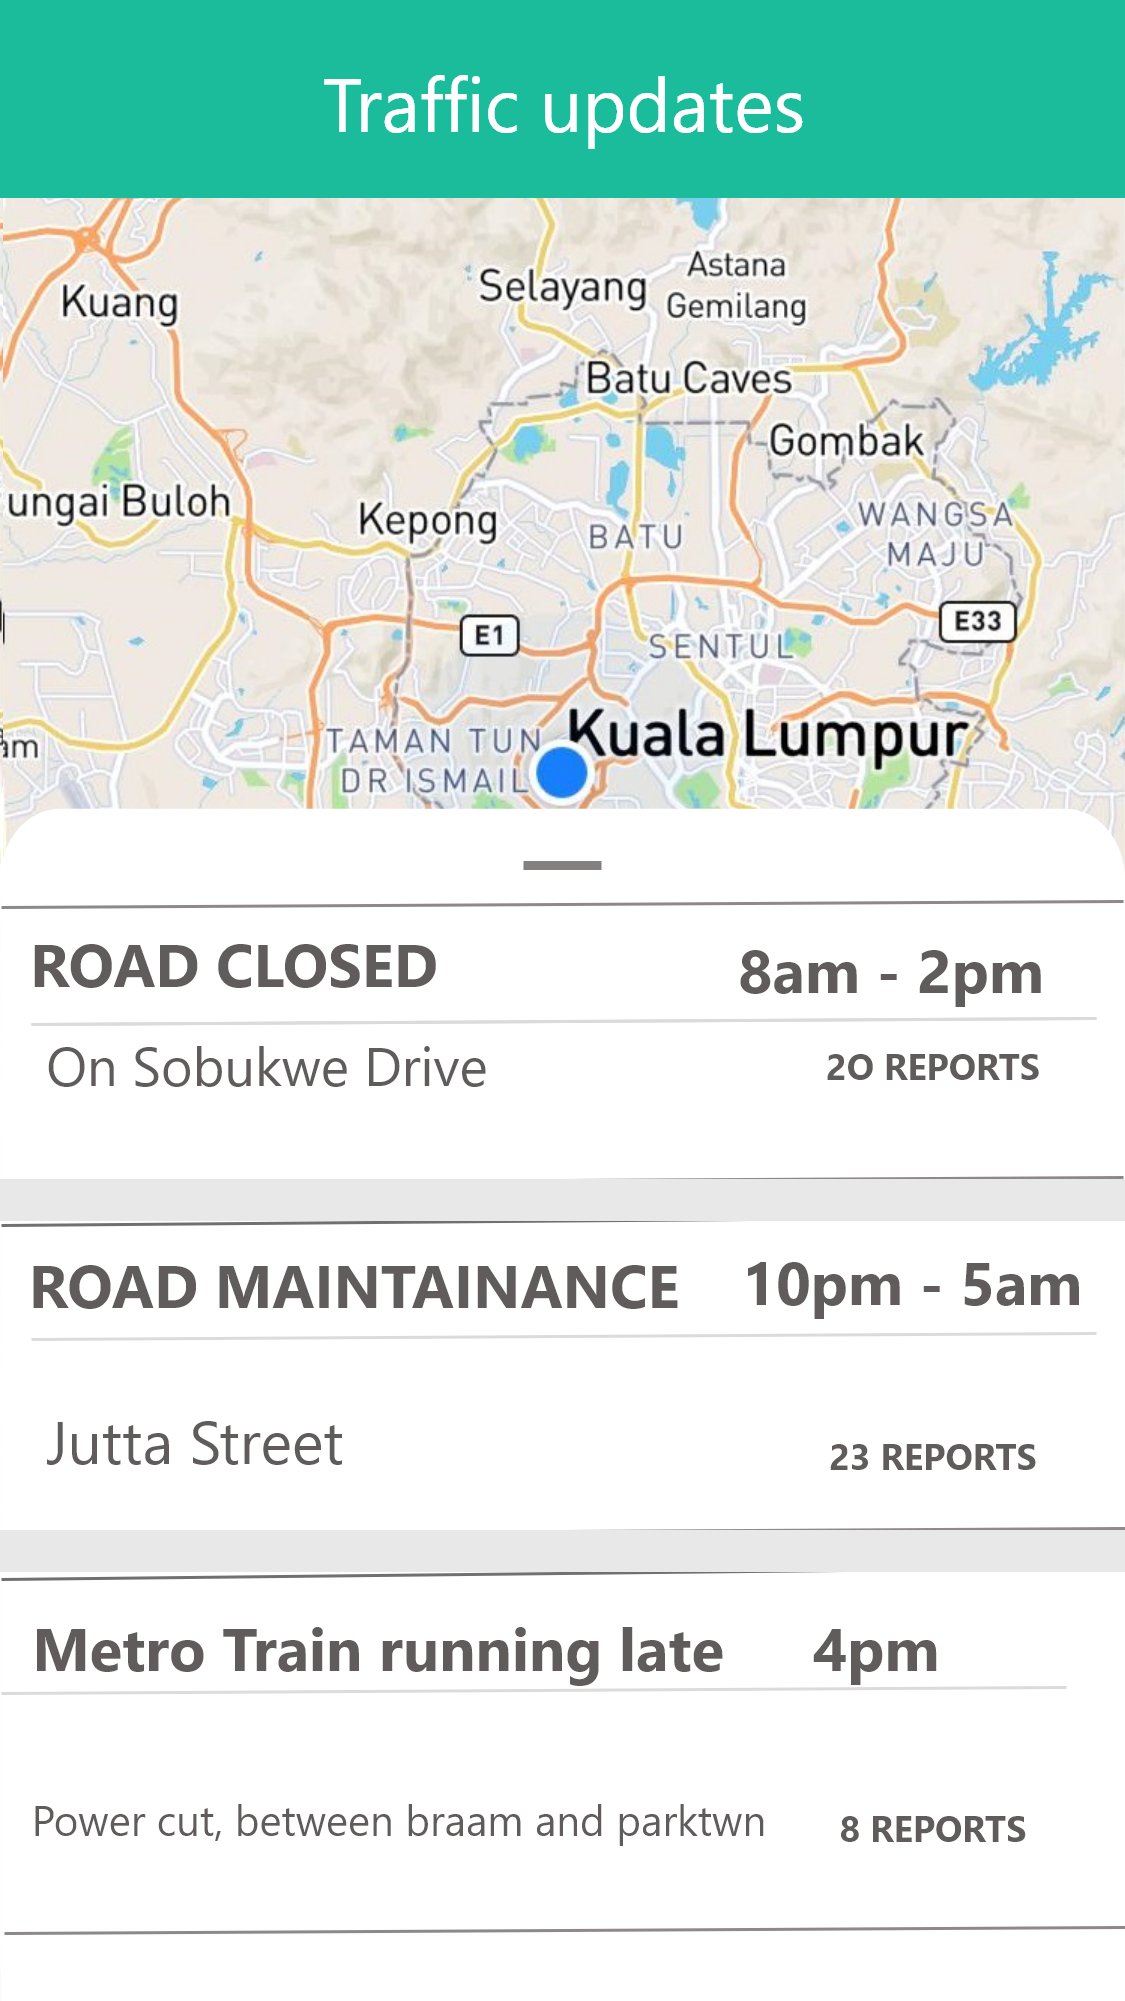 Traffic updates
Kuang
Selayang
Astana
Gemilang
Batu Caves
Gombak
ungai Buloh
Kepong
BATU
WANGSA
MAJU
E1
E33
SENTUL
Kuala Lumpur
TAMAN TUN
DR ISMAIL
am
ROAD CLOSED 8am - 2pm
On Sobukwe Drive 2O REPORTS
ROAD MAINTAINANCE 10pm - 5am
Jutta Street 23 REPORTS
Metro Train running late 4pm
Power cut, between braam and parktwn 8 REPORTS